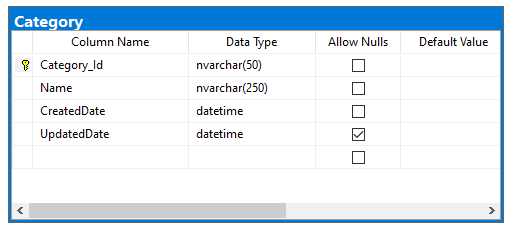 Category
Column Name Data Type Allow Nulls Default Value
Category_Id nvarchar(50)
Name nvarchar(250)
CreatedDate datetime
UpdatedDate datetime